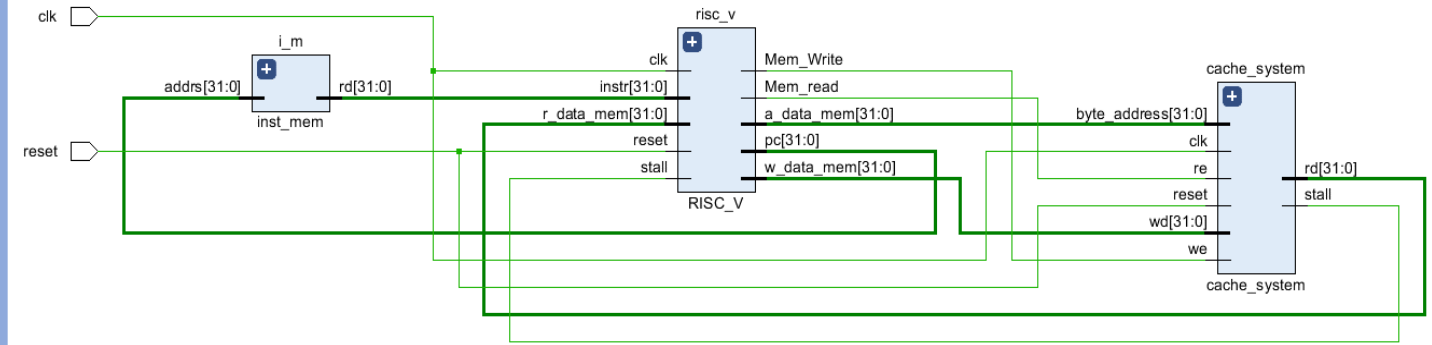 clk
reset
i_m
addrs[31:0]
rd[31:0]
inst_mem
risc_v
clk
instr[31:0]
r_data_mem[31:0]
reset
stall
Mem_Write
Mem_read
a_data_mem[31:0]
pc[31:0]
w_data_mem[31:0]
RISC_V
cache_system
byte_address[31:0]
clk
re
reset
wd[31:0]
we
rd[31:0]
stall
cache_system